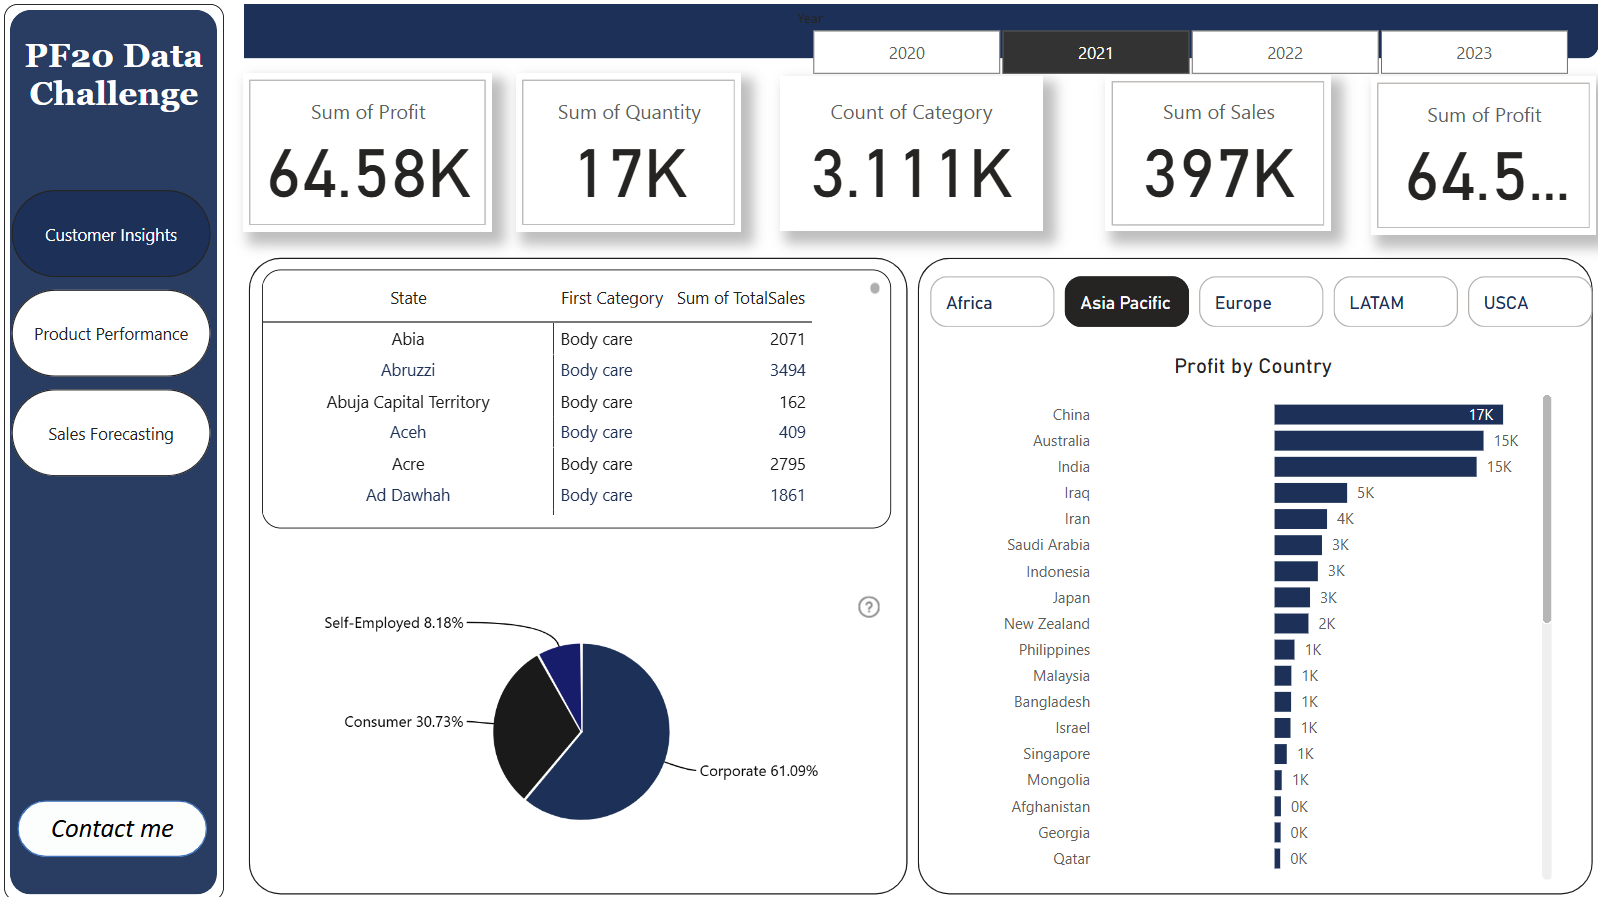 PF20 Data
Challenge
Customer Insights
Product Performance
Sales Forecasting
Contact me
Year
2020
2021
2022
2023
Sum of Profit
64.58K
Sum of Quantity
17K
Count of Category
3.111K
Sum of Sales
397K
Sum of Profit
64.5...
State First Category Sum of TotalSales
Abia Body care 2071
Abruzzi Body care 3494
Abuja Capital Territory Body care 162
Aceh Body care 409
Acre Body care 2795
Ad Dawhah Body care 1861
?
Self-Employed 8.18%
Consumer 30.73%
Corporate 61.09%
Africa
Asia Pacific
Europe
LATAM
USCA
Profit by Country
China 17K
Australia 15K
India 15K
Iraq 5K
Iran 4K
Saudi Arabia 3K
Indonesia 3K
Japan 3K
New Zealand 2K
Philippines 1K
Malaysia 1K
Bangladesh 1K
Israel 1K
Singapore 1K
Mongolia 1K
Afghanistan 0K
Georgia 0K
Qatar 0K